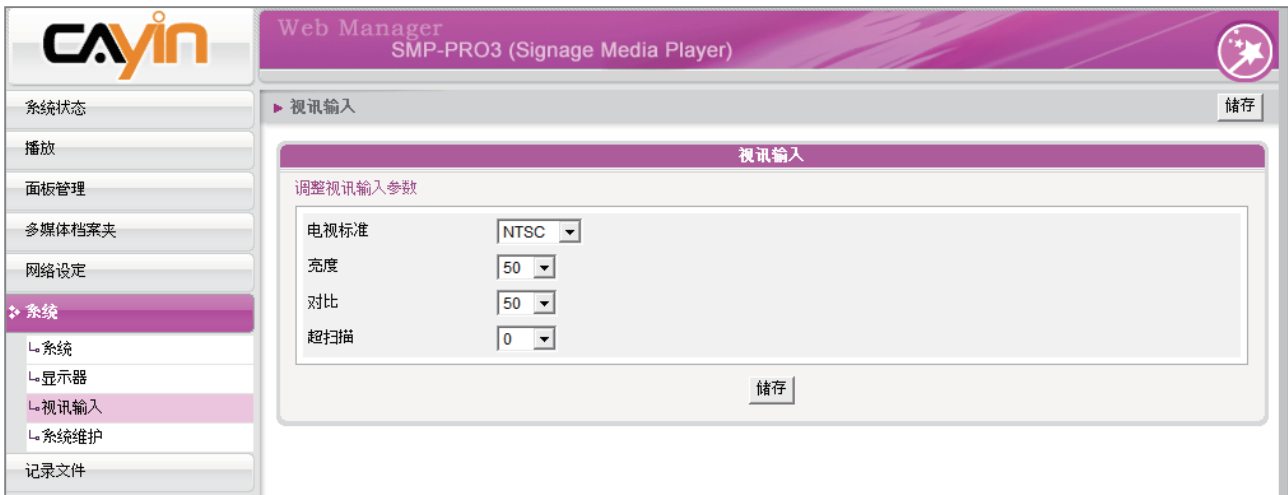 CAYIN
Web Manager
SMP-PRO3 (Signage Media Player)
系统状态
播放
面板管理
多媒体档案夹
网络设定
系统
系统
显示器
视讯输入
系统维护
记录文件
视讯输入
储存
视讯输入
调整视讯输入参数
电视标准 NTSC
亮度 50
对比 50
超扫描 0
储存